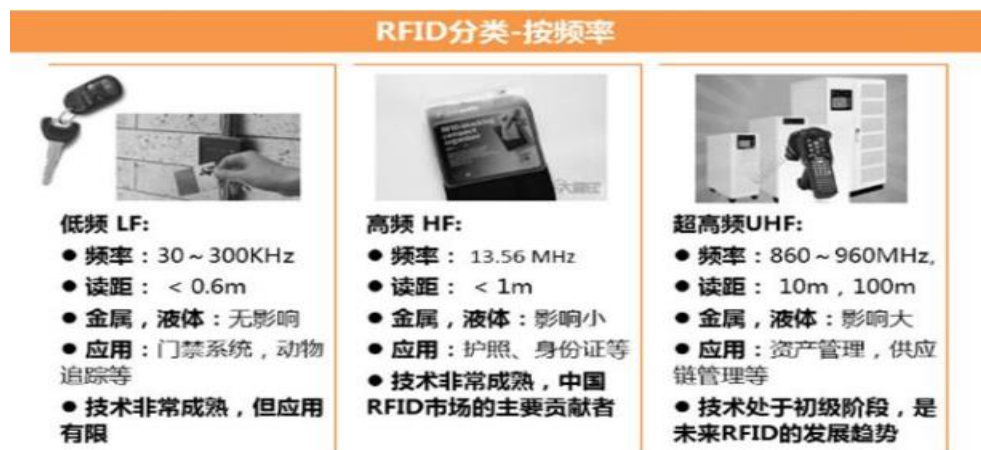 RFID分类-按频率
低频 LF:
● 频率：30～300KHz
● 读距： < 0.6m
● 金属，液体：无影响
● 应用：门禁系统，动物
追踪等
● 技术非常成熟，但应用
有限
高频 HF:
● 频率： 13.56 MHz
● 读距： < 1m
● 金属，液体：影响小
● 应用：护照、身份证等
● 技术非常成熟，中国
RFID市场的主要贡献者
超高频UHF:
● 频率：860～960MHz,
● 读距： 10m，100m
● 金属，液体：影响大
● 应用：资产管理，供应
链管理等
● 技术处于初级阶段，是
未来RFID的发展趋势